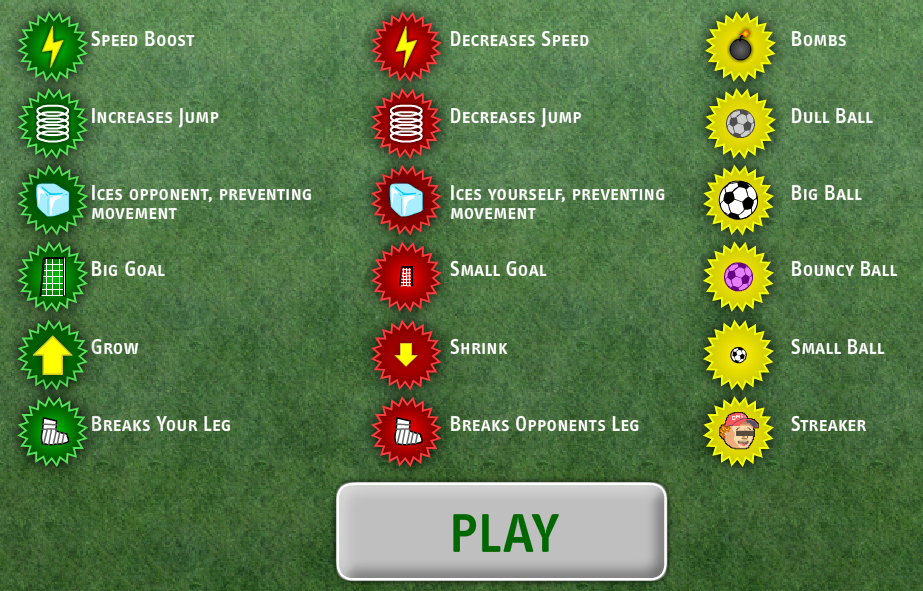 Speed Boost
Decreases Speed
Bombs
Increases Jump
Decreases Jump
Dull Ball
Ices opponent, preventing
movement
Ices yourself, preventing
movement
Big Ball
Big Goal
Small Goal
Bouncy Ball
Grow
Shrink
Small Ball
Breaks Your Leg
Breaks Opponents Leg
Streaker
PLAY